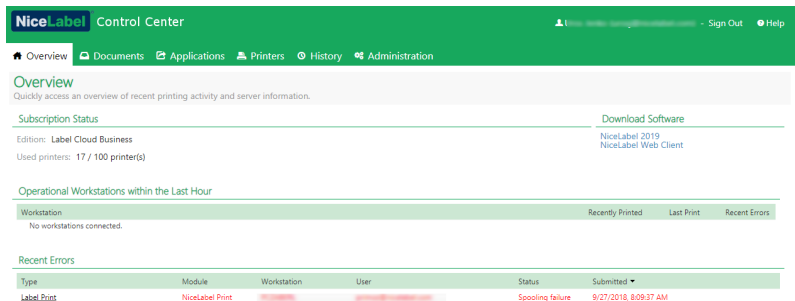 NiceLabel Control Center
- Sign Out Help
Overview Documents Applications Printers History Administration
Overview
Quickly access an overview of recent printing activity and server information.
Subscription Status Download Software
Edition: Label Cloud Business NiceLabel 2019
NiceLabel Web Client
Used printers: 17 / 100 printer(s)
Operational Workstations within the Last Hour
Workstation Recently Printed Last Print Recent Errors
No workstations connected.
Recent Errors
Type Module Workstation User Status Submitted
Label Print NiceLabel Print Spooling failure 9/27/2018, 8:09:37 AM